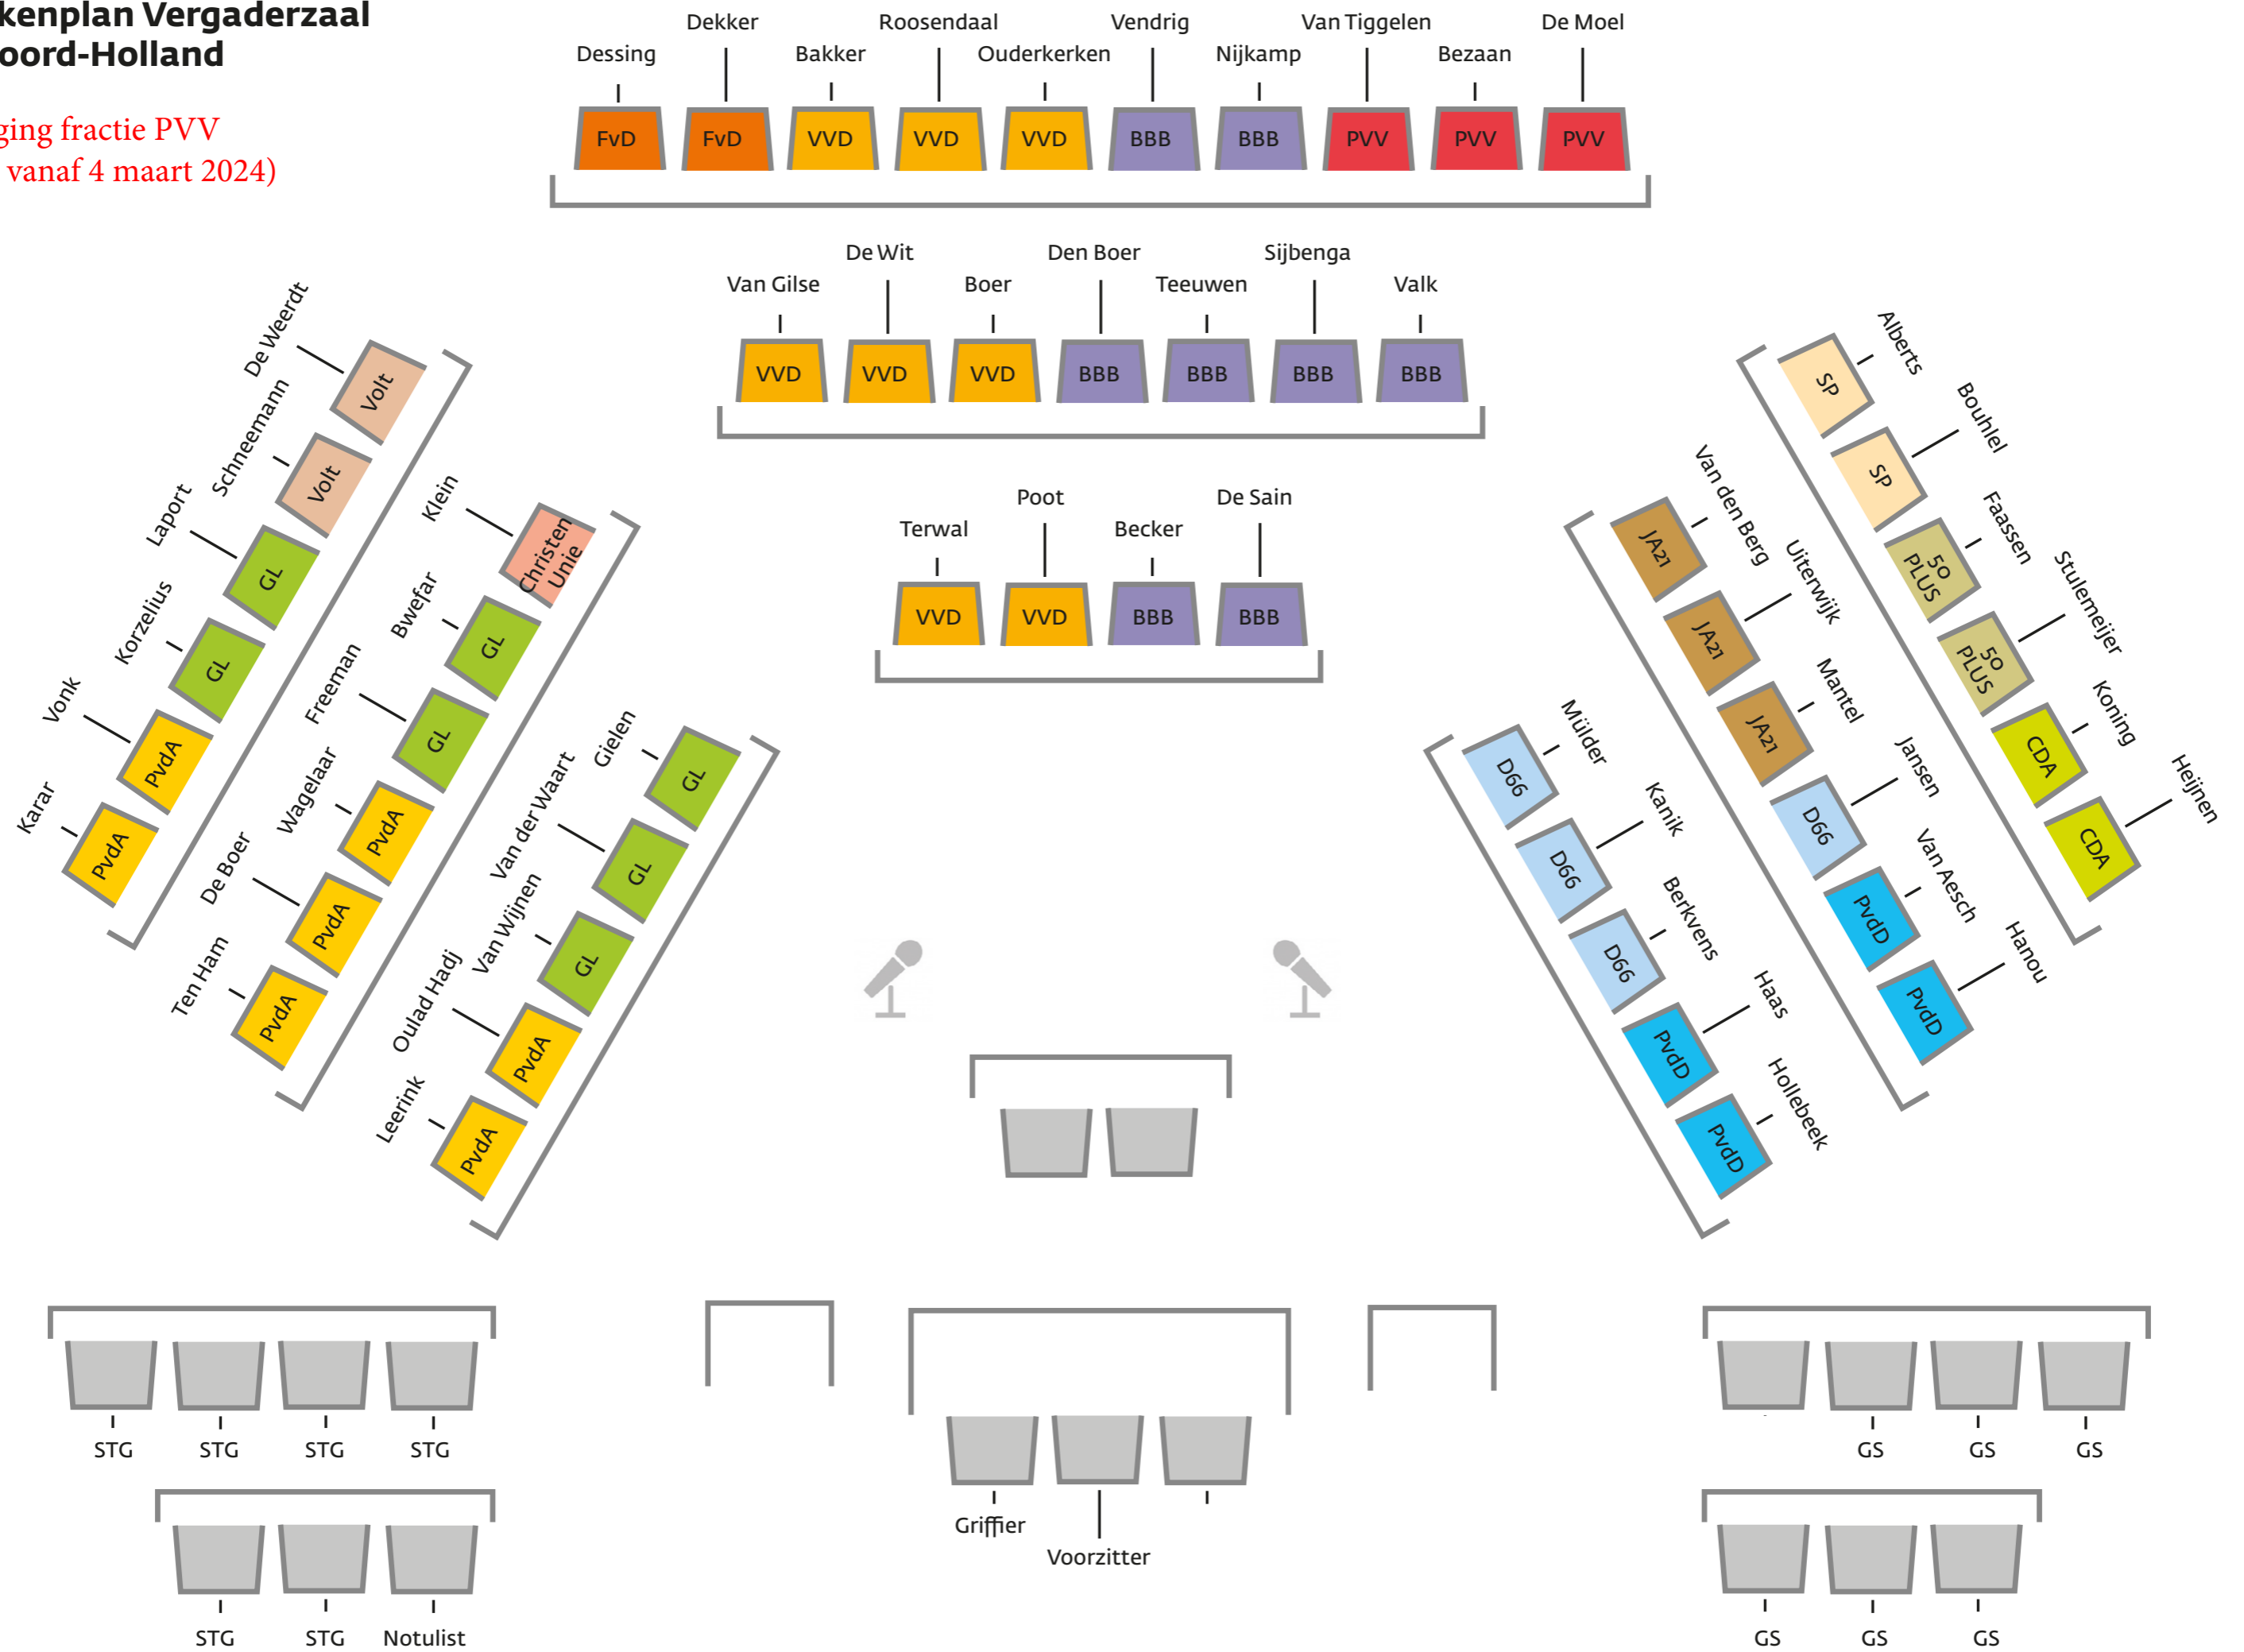 kenplan Vergaderzaal
oord-Holland
ging fractie PVV
vanaf 4 maart 2024)
Dekker Roosendaal Vendrig Van Tiggelen De Moel
Dessing Bakker Ouderkerken Nijkamp Bezaan
FvD FvD VVD VVD VVD BBB BBB PVV PVV PVV
De Wit Den Boer Sijbenga
Van Gilse Boer Teeuwen Valk
VVD VVD VVD BBB BBB BBB BBB
Poot De Sain
Terwal Becker
VVD VVD BBB BBB
De Weerdt
Volt
Schneemann
Volt
Laport
GL
Korzelius
GL
Vonk
PvdA
Karar
PvdA
Klein
Christen
Unie
Bwefar
GL
Freeman
GL
Wagelaar
PvdA
De Boer
PvdA
Ten Ham
PvdA
Gielen
GL
Van der Waart
GL
Van Wijnen
GL
Oulad Hadj
PvdA
Leerink
PvdA
Mülder
D66
Kanik
D66
Berkvens
D66
Haas
PvdD
Hollebeek
PvdD
Van den Berg
JA21
Uiterwijk
JA21
Mantel
JA21
Jansen
D66
Van Aesch
PvdD
Hanou
PvdD
Alberts
SP
Bouhlel
SP
Faassen
50
PLUS
Stulemeijer
50
PLUS
Koning
CDA
Heijnen
CDA
STG STG STG STG
STG STG Notulist
Griffier
Voorzitter
GS GS GS
GS GS GS